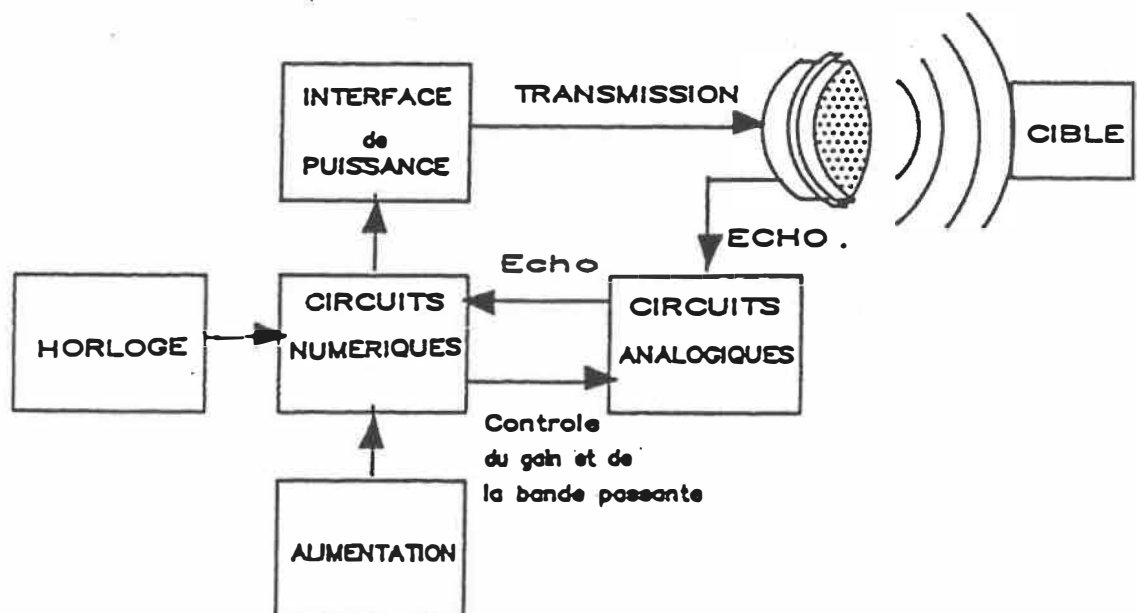 INTERFACE
de
PUISSANCE
TRANSMISSION
CIBLE
ECHO .
Echo
HORLOGE
CIRCUITS
NUMERIQUES
CIRCUITS
ANALOGIQUES
Controle
du gain et de
la bande passante
ALIMENTATION